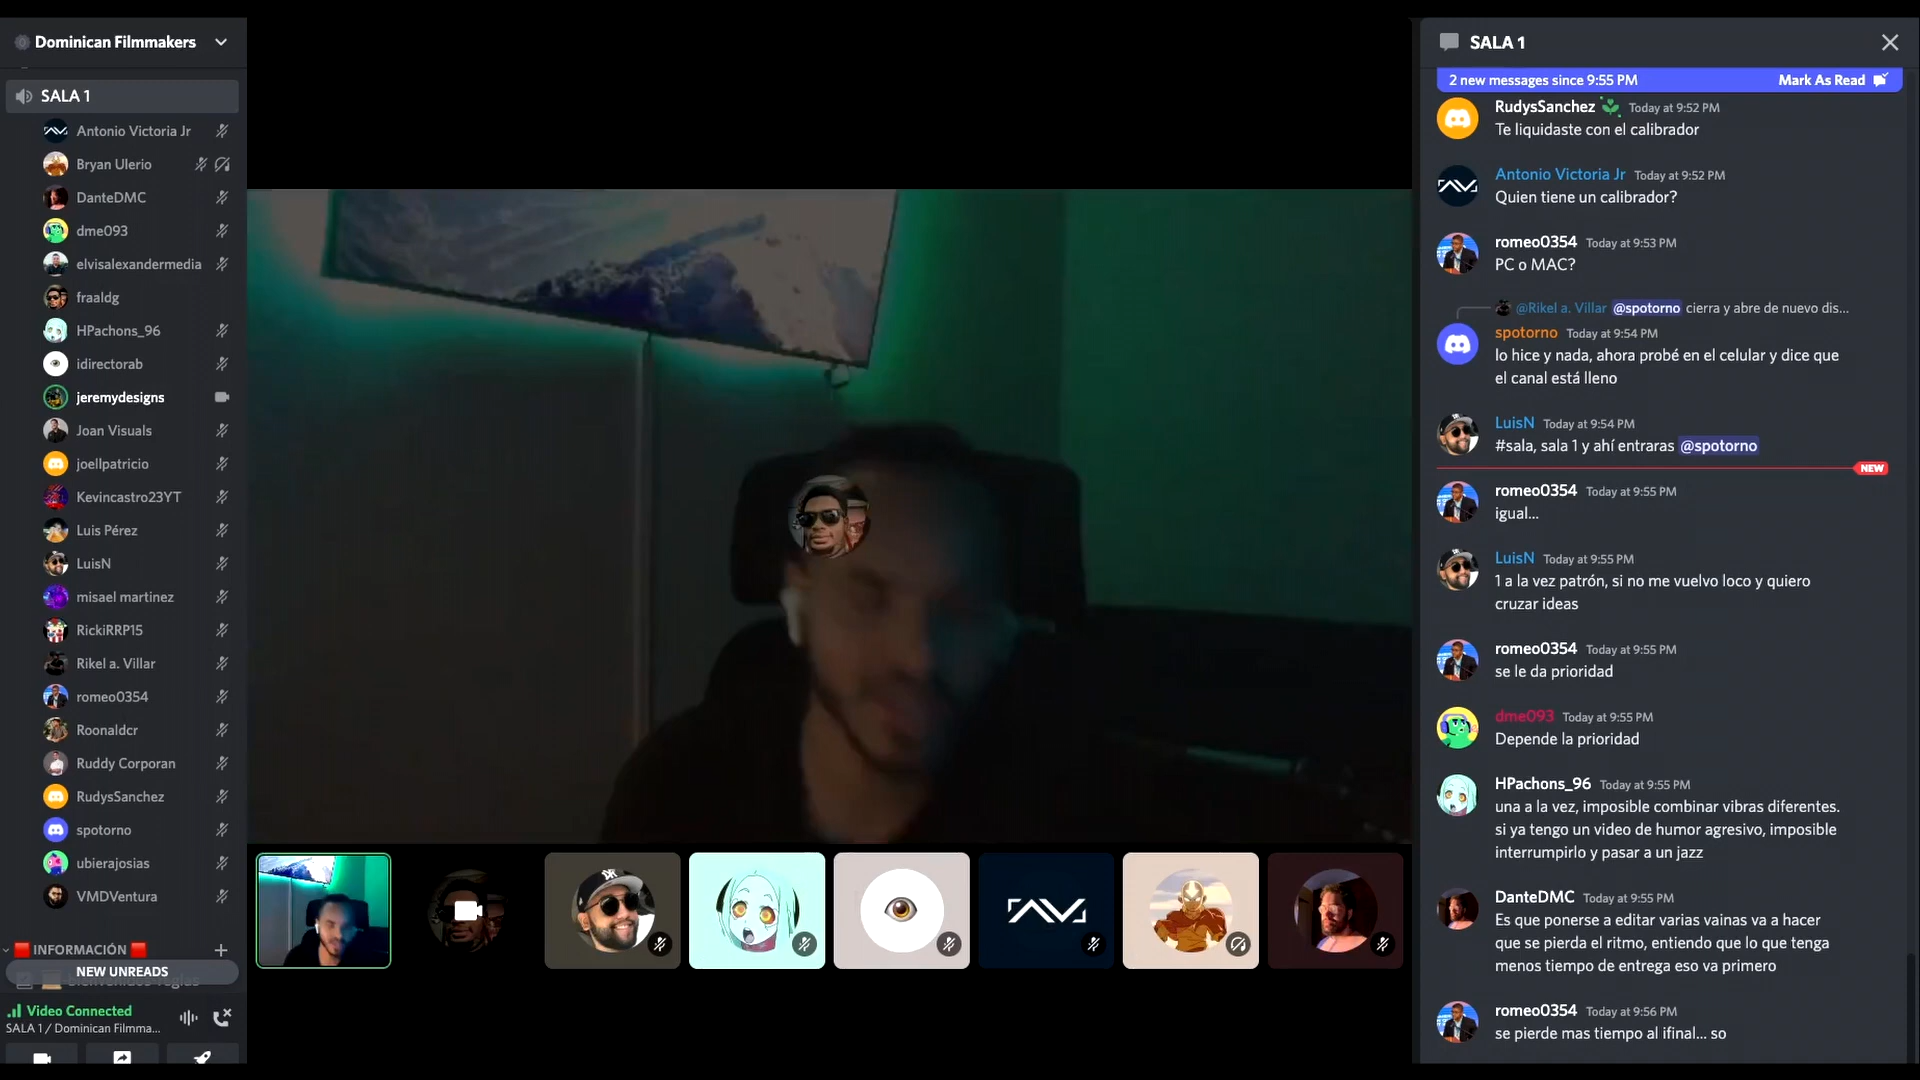 Dominican Filmmakers
SALA 1
Antonio Victoria Jr
Bryan Ulerio
DanteDMC
dme093
elvisalexandermedia
fraaldg
HPachons_96
idirectorab
jeremydesigns
Joan Visuals
joellpatricio
Kevincastro23YT
Luis Pérez
LuisN
misael martinez
RickiRRP15
Rikel a. Villar
romeo0354
Roonaldcr
Ruddy Corporan
RudysSanchez
spotorno
ubierajosias
VMDVentura
INFORMACIÓN
NEW UNREADS
Video Connected
SALA 1 / Dominican Filmma...
SALA 1
2 new messages since 9:55 PM Mark As Read
RudysSanchez Today at 9:52 PM
Te liquidaste con el calibrador
Antonio Victoria Jr Today at 9:52 PM
Quien tiene un calibrador?
romeo0354 Today at 9:53 PM
PC o MAC?
@Rikel a. Villar @spotorno cierra y abre de nuevo dis...
spotorno Today at 9:54 PM
lo hice y nada, ahora probé en el celular y dice que
el canal está lleno
LuisN Today at 9:54 PM
#sala, sala 1 y ahí entraras @spotorno
NEW
romeo0354 Today at 9:55 PM
igual...
LuisN Today at 9:55 PM
1 a la vez patrón, si no me vuelvo loco y quiero
cruzar ideas
romeo0354 Today at 9:55 PM
se le da prioridad
dme093 Today at 9:55 PM
Depende la prioridad
HPachons_96 Today at 9:55 PM
una a la vez, imposible combinar vibras diferentes.
si ya tengo un video de humor agresivo, imposible
interrumpirlo y pasar a un jazz
DanteDMC Today at 9:55 PM
Es que ponerse a editar varias vainas va a hacer
que se pierda el ritmo, entiendo que lo que tenga
menos tiempo de entrega eso va primero
romeo0354 Today at 9:56 PM
se pierde mas tiempo al ifinal... so